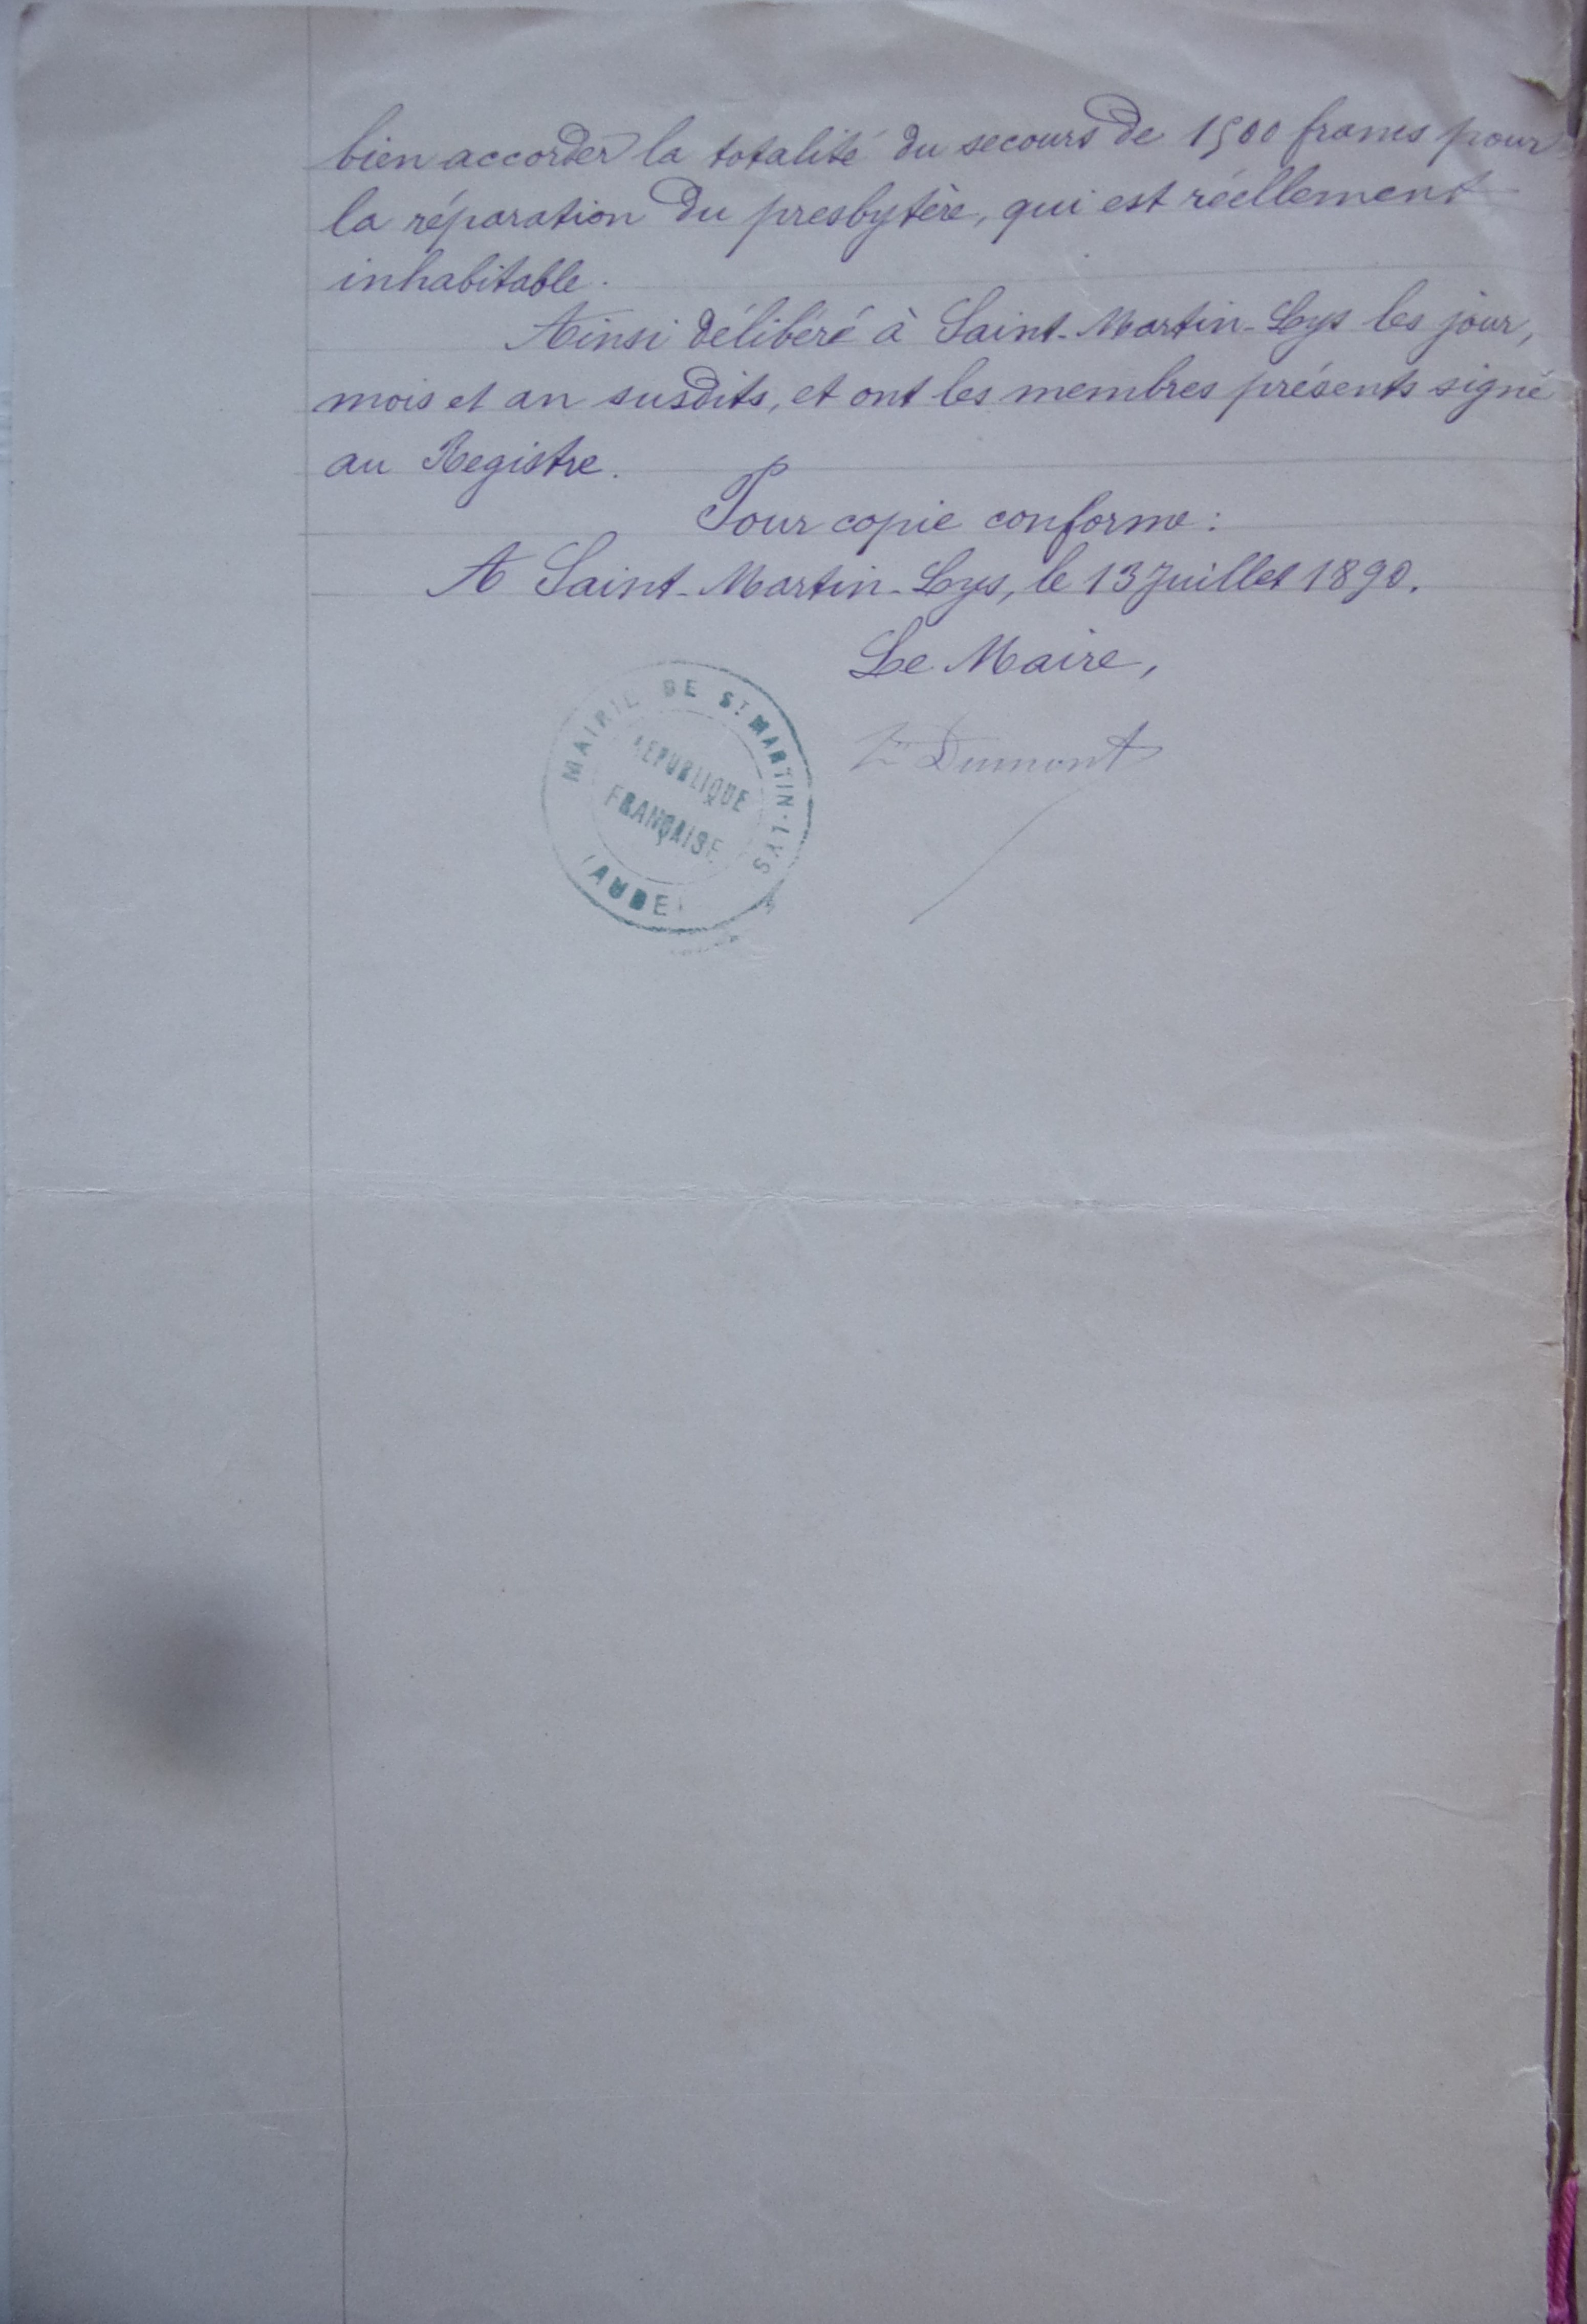 bien accorder la totalité du secours de 1500 francs pour
la réparation du presbytère, qui est réellement
inhabitable.
Ainsi délibéré à Saint-Martin-Lys les jour,
mois et an susdits, et ont les membres présents signé
au Registre.
Pour copie conforme :
A Saint-Martin-Lys, le 13 Juillet 1890.
Le Maire,
Dumont
MAIRIE DE ST MARTIN-LYS
RÉPUBLIQUE
FRANÇAISE
(AUDE)